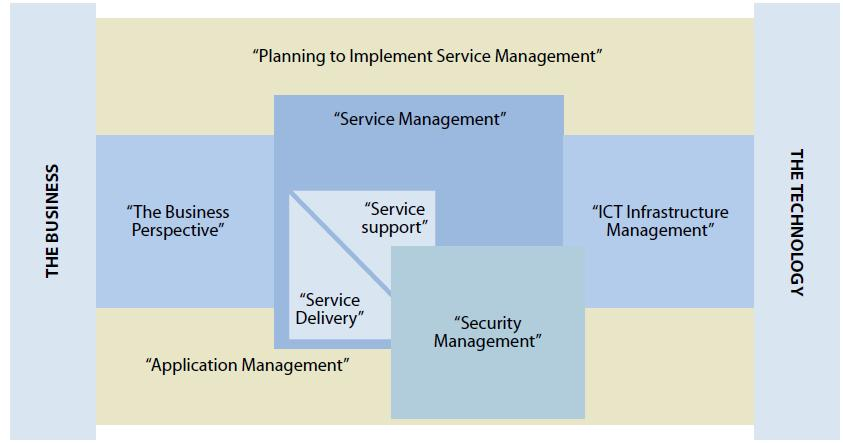 “Planning to Implement Service Management”
“Service Management”
THE BUSINESS
“The Business
Perspective”
“Service
support”
“ICT Infrastructure
Management”
THE TECHNOLOGY
“Service
Delivery”
“Security
Management”
“Application Management”